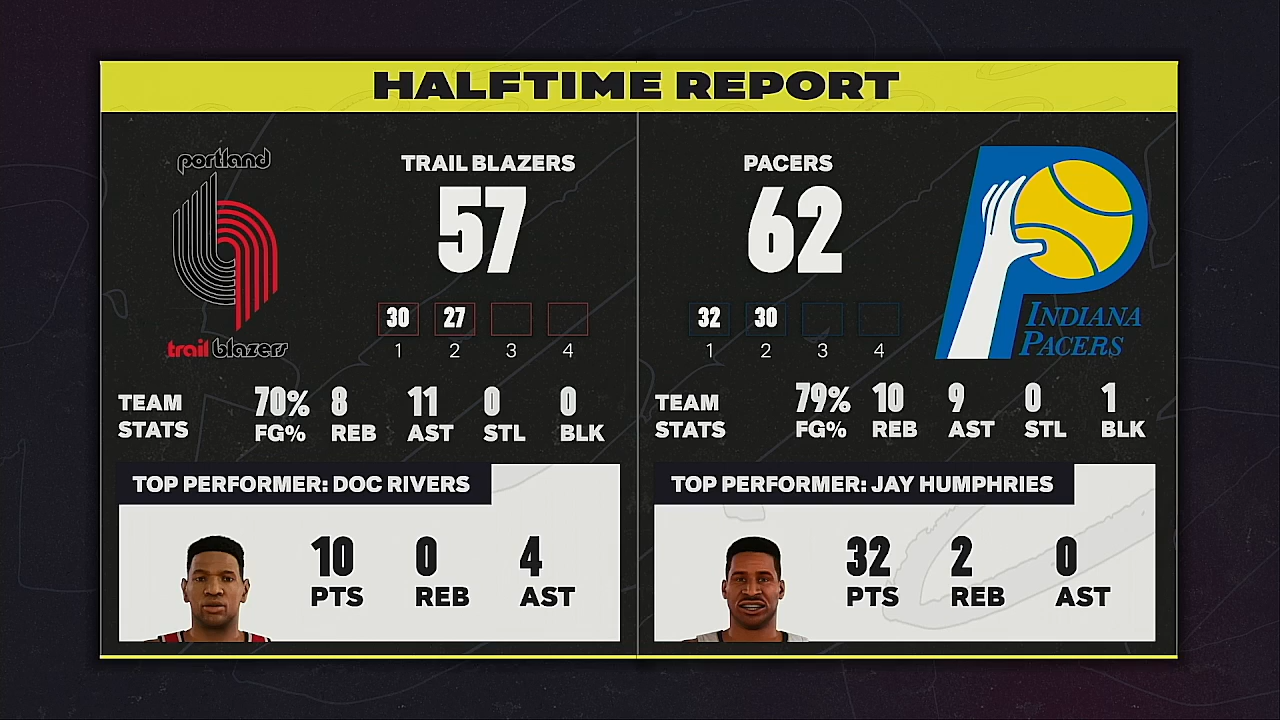 HALFTIME REPORT
portland
trail blazers
TRAIL BLAZERS
57
30 27
1 2 3 4
TEAM STATS
70% 8 11 0 0
FG% REB AST STL BLK
TOP PERFORMER: DOC RIVERS
10 0 4
PTS REB AST
PACERS
62
32 30
1 2 3 4
INDIANA
PACERS
TEAM STATS
79% 10 9 0 1
FG% REB AST STL BLK
TOP PERFORMER: JAY HUMPHRIES
32 2 0
PTS REB AST